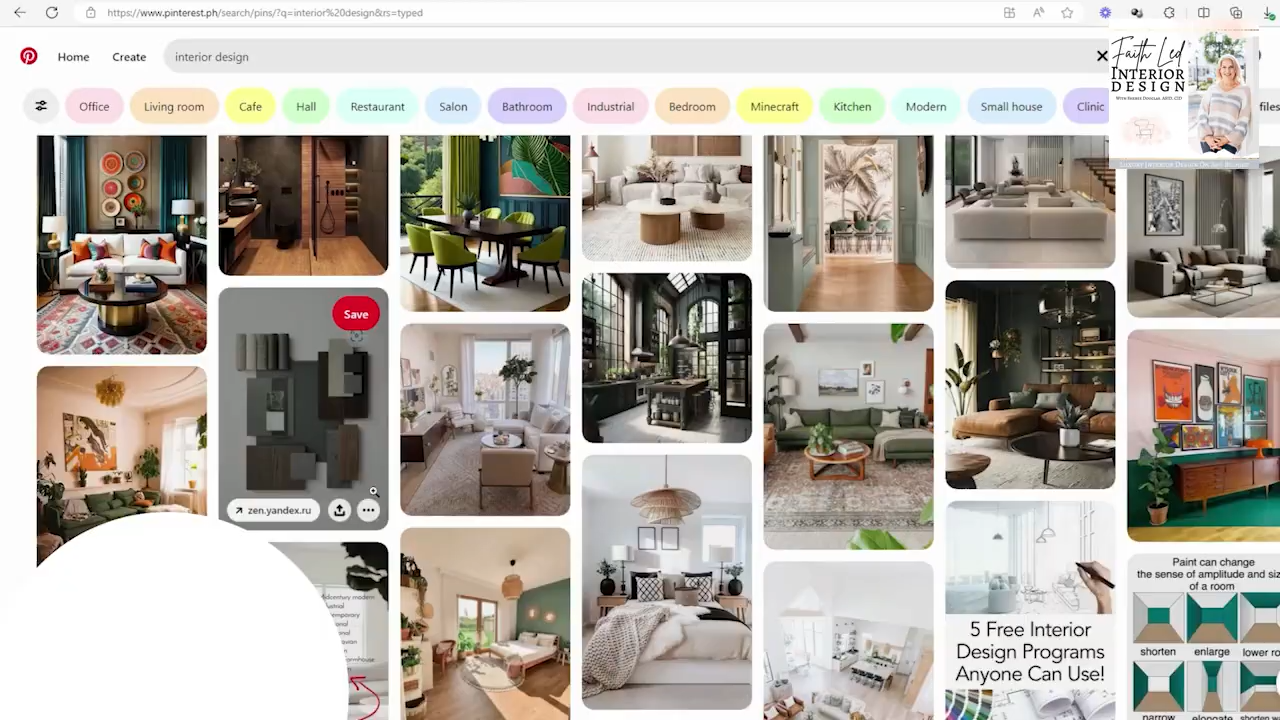 https://www.pinterest.ph/search/pins/?q=interior%20design&rs=typed
Home
Create
interior design
Office
Living room
Cafe
Hall
Restaurant
Salon
Bathroom
Industrial
Bedroom
Minecraft
Kitchen
Modern
Small house
Clinic
files
Faith Led
INTERIOR
DESIGN
Save
zen.yandex.ru
5 Free Interior
Design Programs
Anyone Can Use!
Paint can change
the sense of amplitude and siz
of a room
shorten
enlarge
lower ro
narrow
elongate